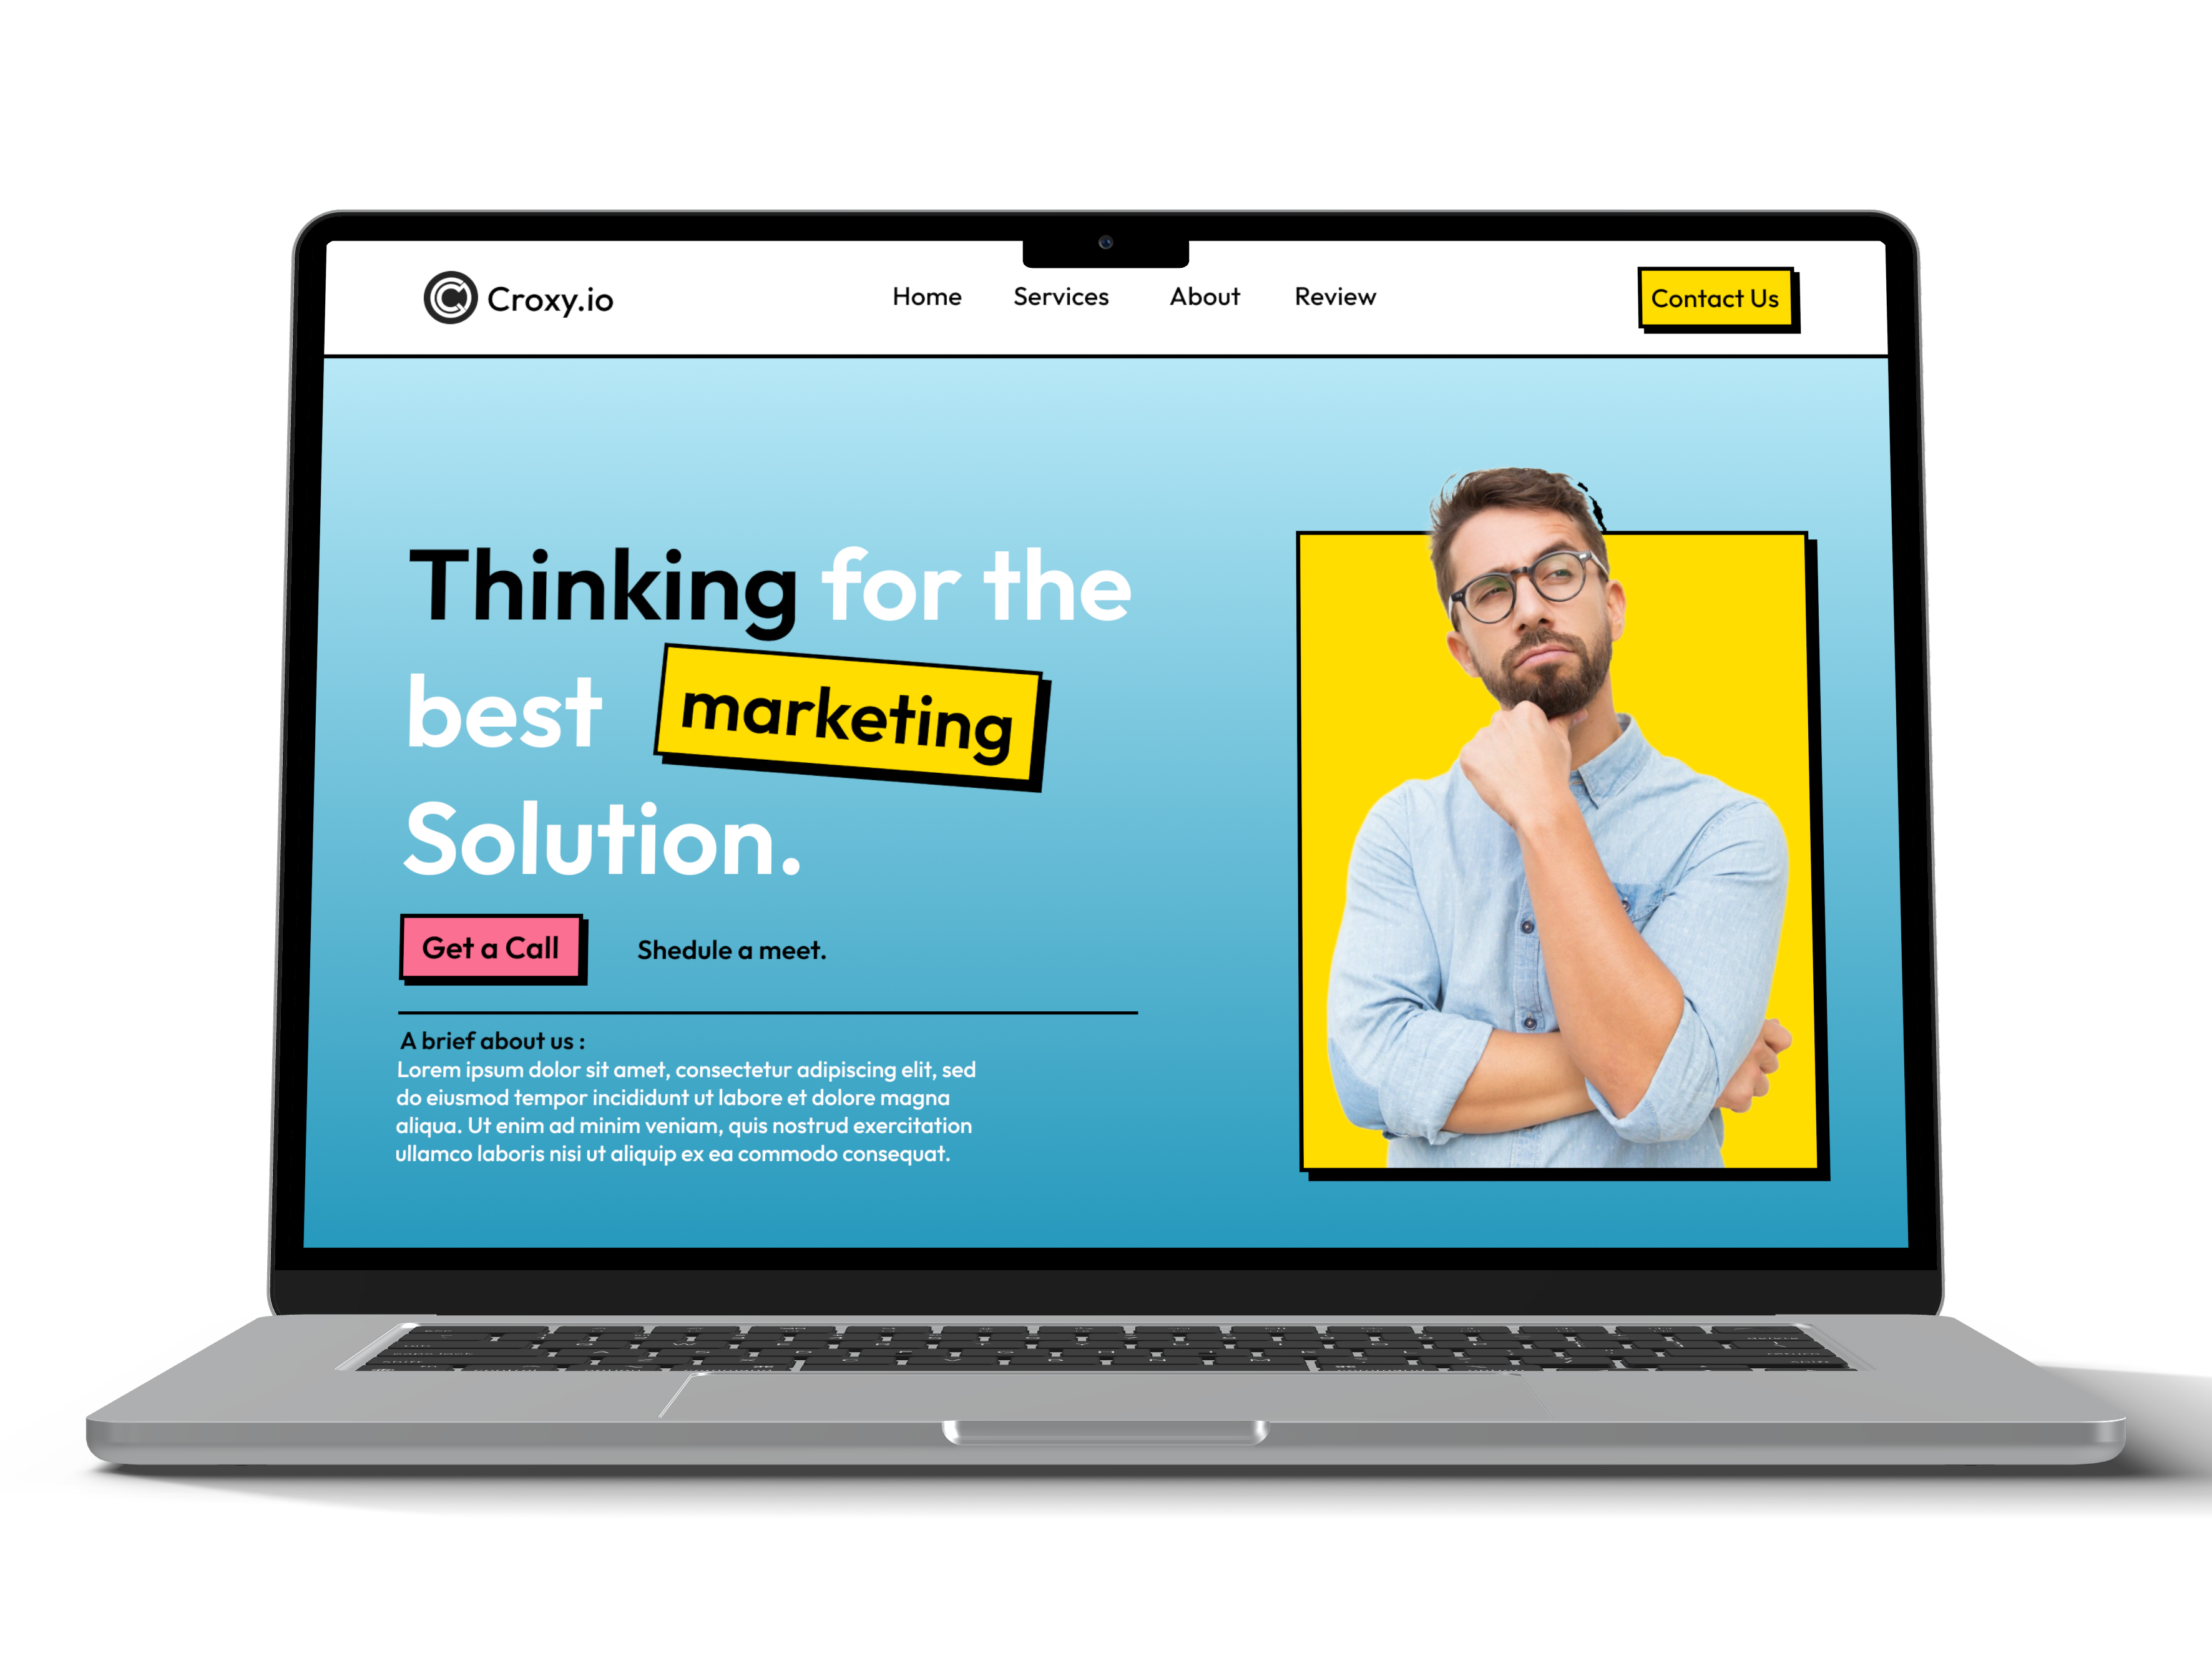 Croxy.io
Home Services About Review
Contact Us
Thinking for the
best marketing
Solution.
Get a Call
Shedule a meet.
A brief about us :
Lorem ipsum dolor sit amet, consectetur adipiscing elit, sed
do eiusmod tempor incididunt ut labore et dolore magna
aliqua. Ut enim ad minim veniam, quis nostrud exercitation
ullamco laboris nisi ut aliquip ex ea commodo consequat.